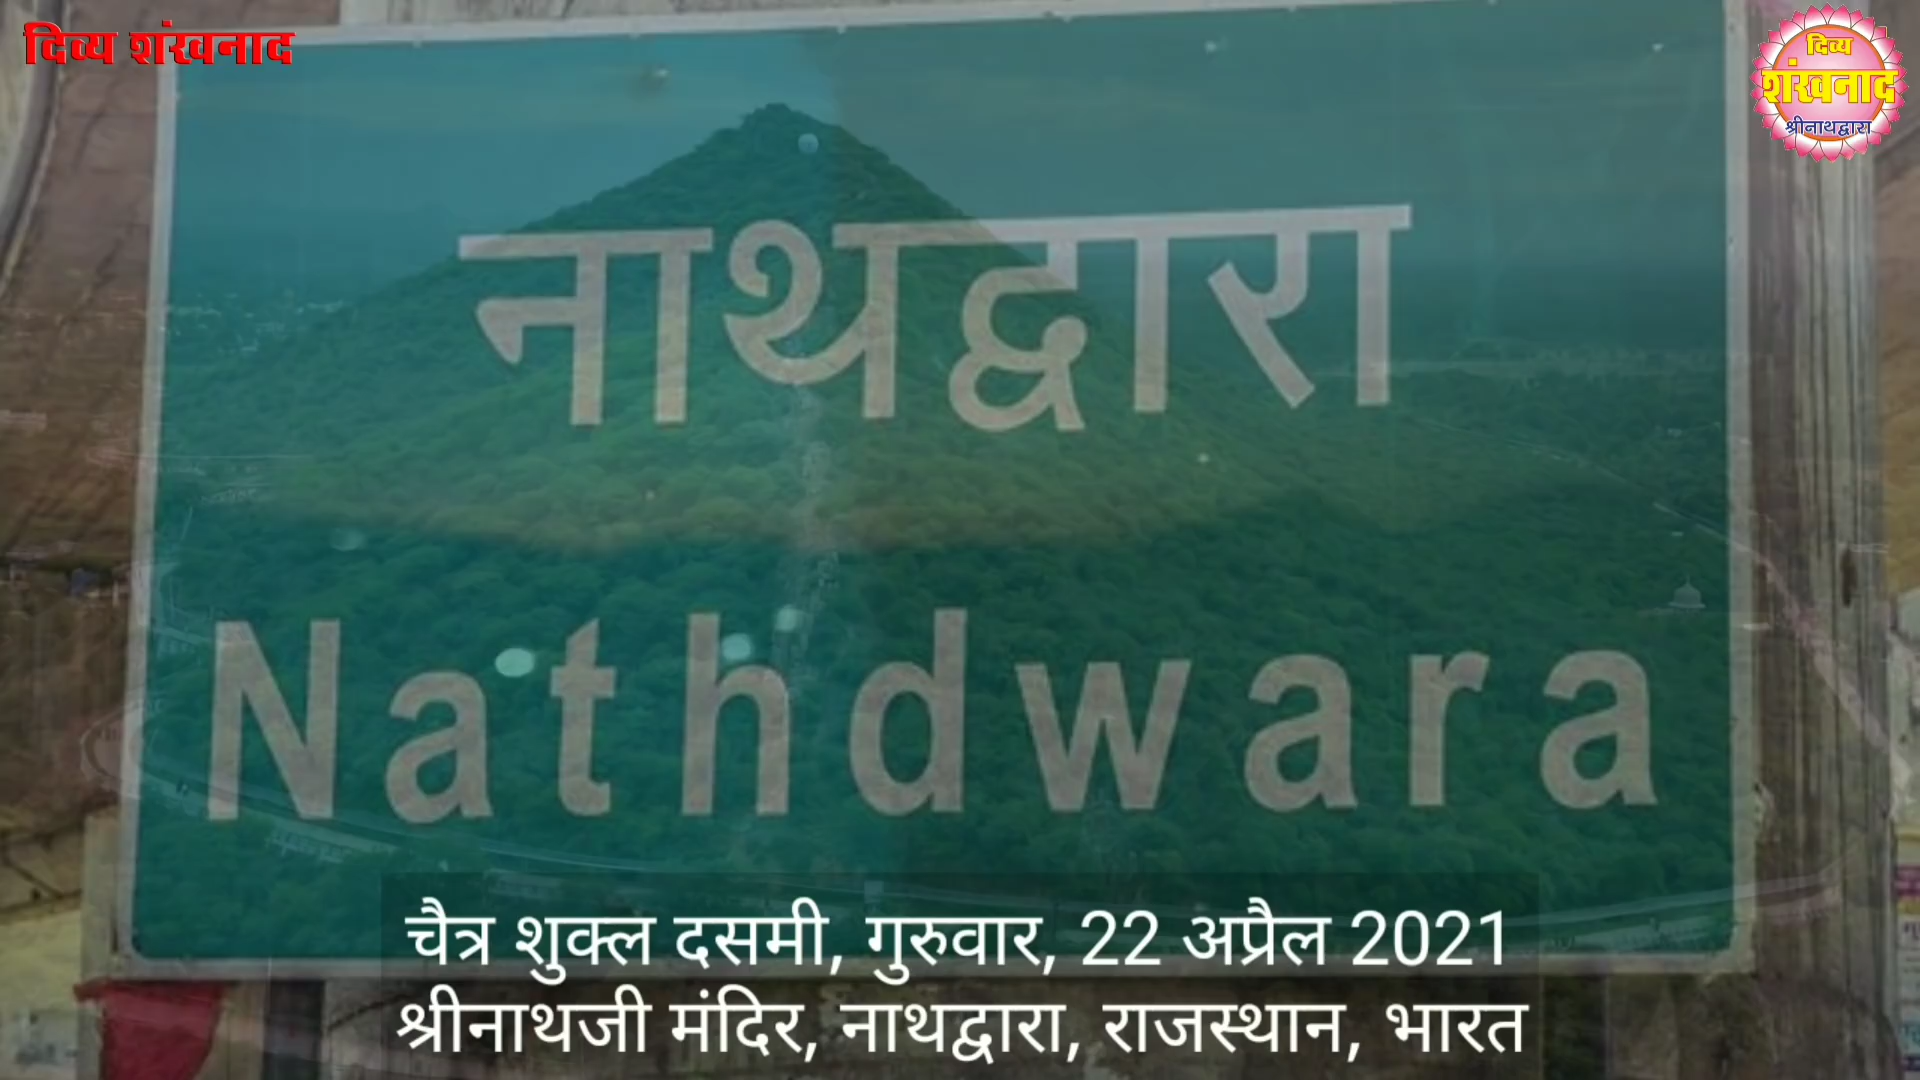 दिव्य शंखनाद
दिव्य
शंखनाद
श्रीनाथद्वारा
नाथद्वारा
Nathdwara
चैत्र शुक्ल दसमी, गुरुवार, 22 अप्रैल 2021
श्रीनाथजी मंदिर, नाथद्वारा, राजस्थान, भारत